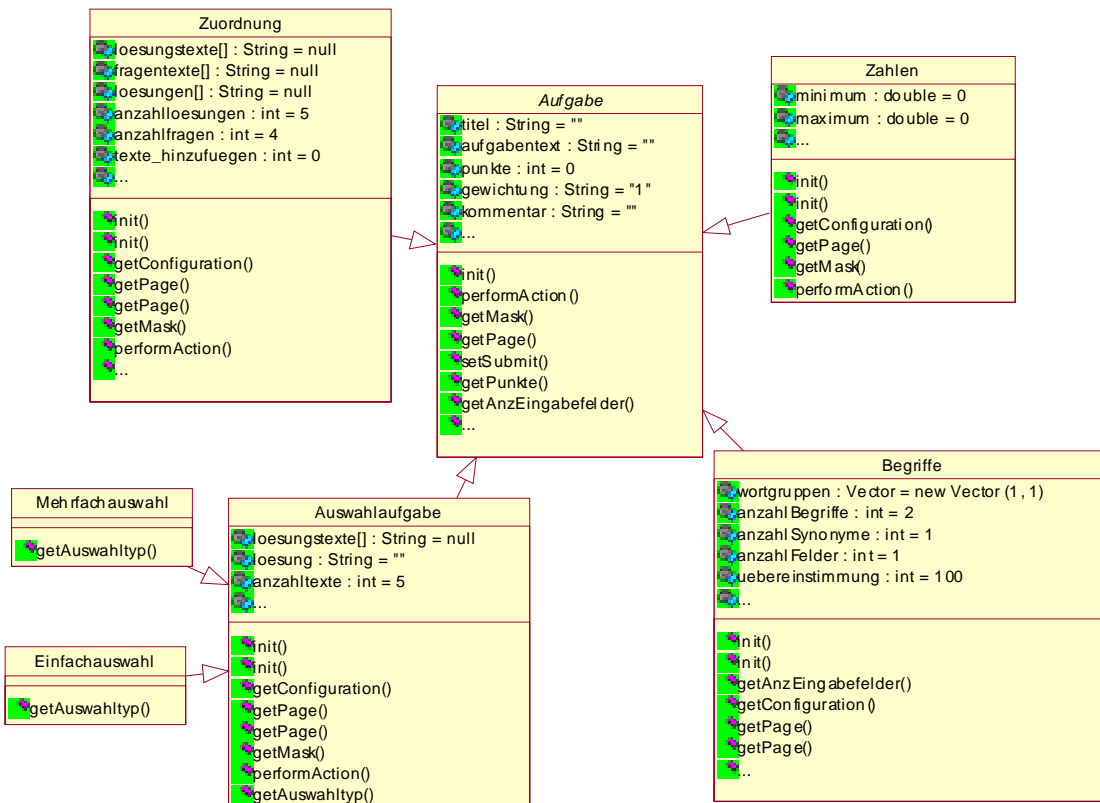 Zuordnung
loesungstexte[] : String = null
fragentexte[] : String = null
loesungen[] : String = null
anzahlloesungen : int = 5
anzahlfragen : int = 4
texte_hinzufuegen : int = 0
...
init()
init()
getConfiguration()
getPage()
getPage()
getMask()
performAction()
...
Aufgabe
titel : String = ""
aufgabentext : String = ""
punkte : int = 0
gewichtung : String = "1"
kommentar : String = ""
...
init()
performAction()
getMask()
getPage()
setSubmit()
getPunkte()
getAnzEingabefelder()
...
Zahlen
minimum : double = 0
maximum : double = 0
...
init()
init()
getConfiguration()
getPage()
getMask()
performAction()
Mehrfachauswahl
getAuswahltyp()
Einfachauswahl
getAuswahltyp()
Auswahlaufgabe
loesungstexte[] : String = null
loesung : String = ""
anzahltexte : int = 5
...
init()
init()
getConfiguration()
getPage()
getPage()
getMask()
performAction()
getAuswahltyp()
Begriffe
wortgruppen : Vector = new Vector (1, 1)
anzahlBegriffe : int = 2
anzahlSynonyme : int = 1
anzahlFelder : int = 1
uebereinstimmung : int = 100
...
init()
init()
getAnzEingabefelder()
getConfiguration()
getPage()
getPage()
...